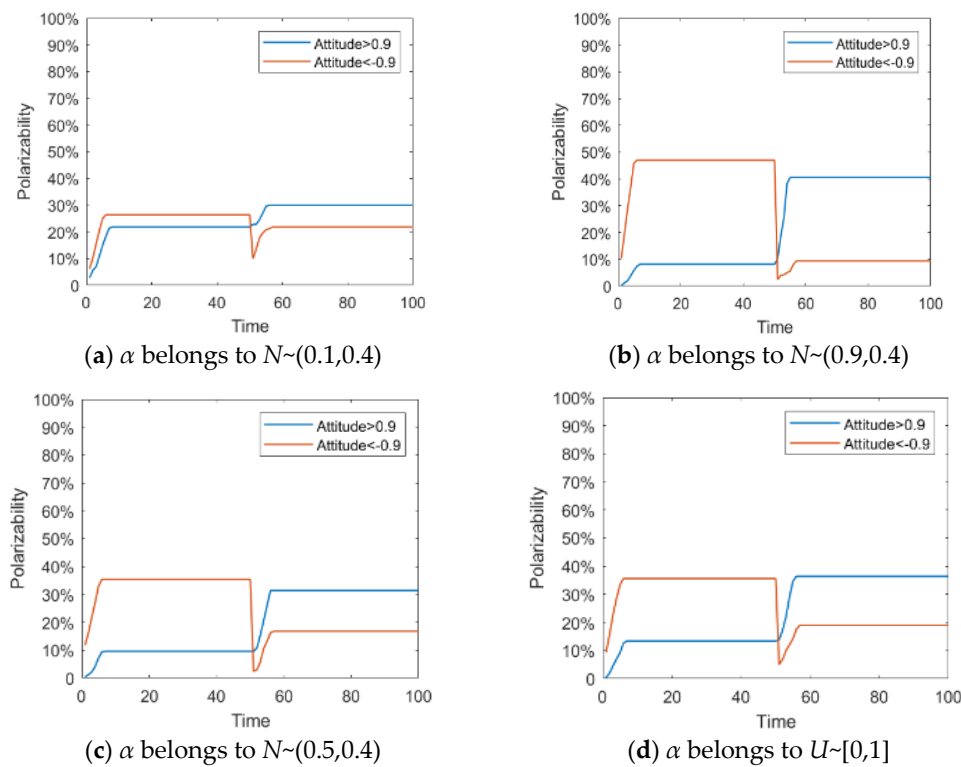 100%
90%
80%
70%
60%
50%
40%
30%
20%
10%
0
Polarizability
Attitude>0.9
Attitude<-0.9
0 20 40 60 80 100
Time
(a) α belongs to N~(0.1,0.4)
100%
90%
80%
70%
60%
50%
40%
30%
20%
10%
0
Polarizability
Attitude>0.9
Attitude<-0.9
0 20 40 60 80 100
Time
(b) α belongs to N~(0.9,0.4)
100%
90%
80%
70%
60%
50%
40%
30%
20%
10%
0
Polarizability
Attitude>0.9
Attitude<-0.9
0 20 40 60 80 100
Time
(c) α belongs to N~(0.5,0.4)
100%
90%
80%
70%
60%
50%
40%
30%
20%
10%
0
Polarizability
Attitude>0.9
Attitude<-0.9
0 20 40 60 80 100
Time
(d) α belongs to U~[0,1]